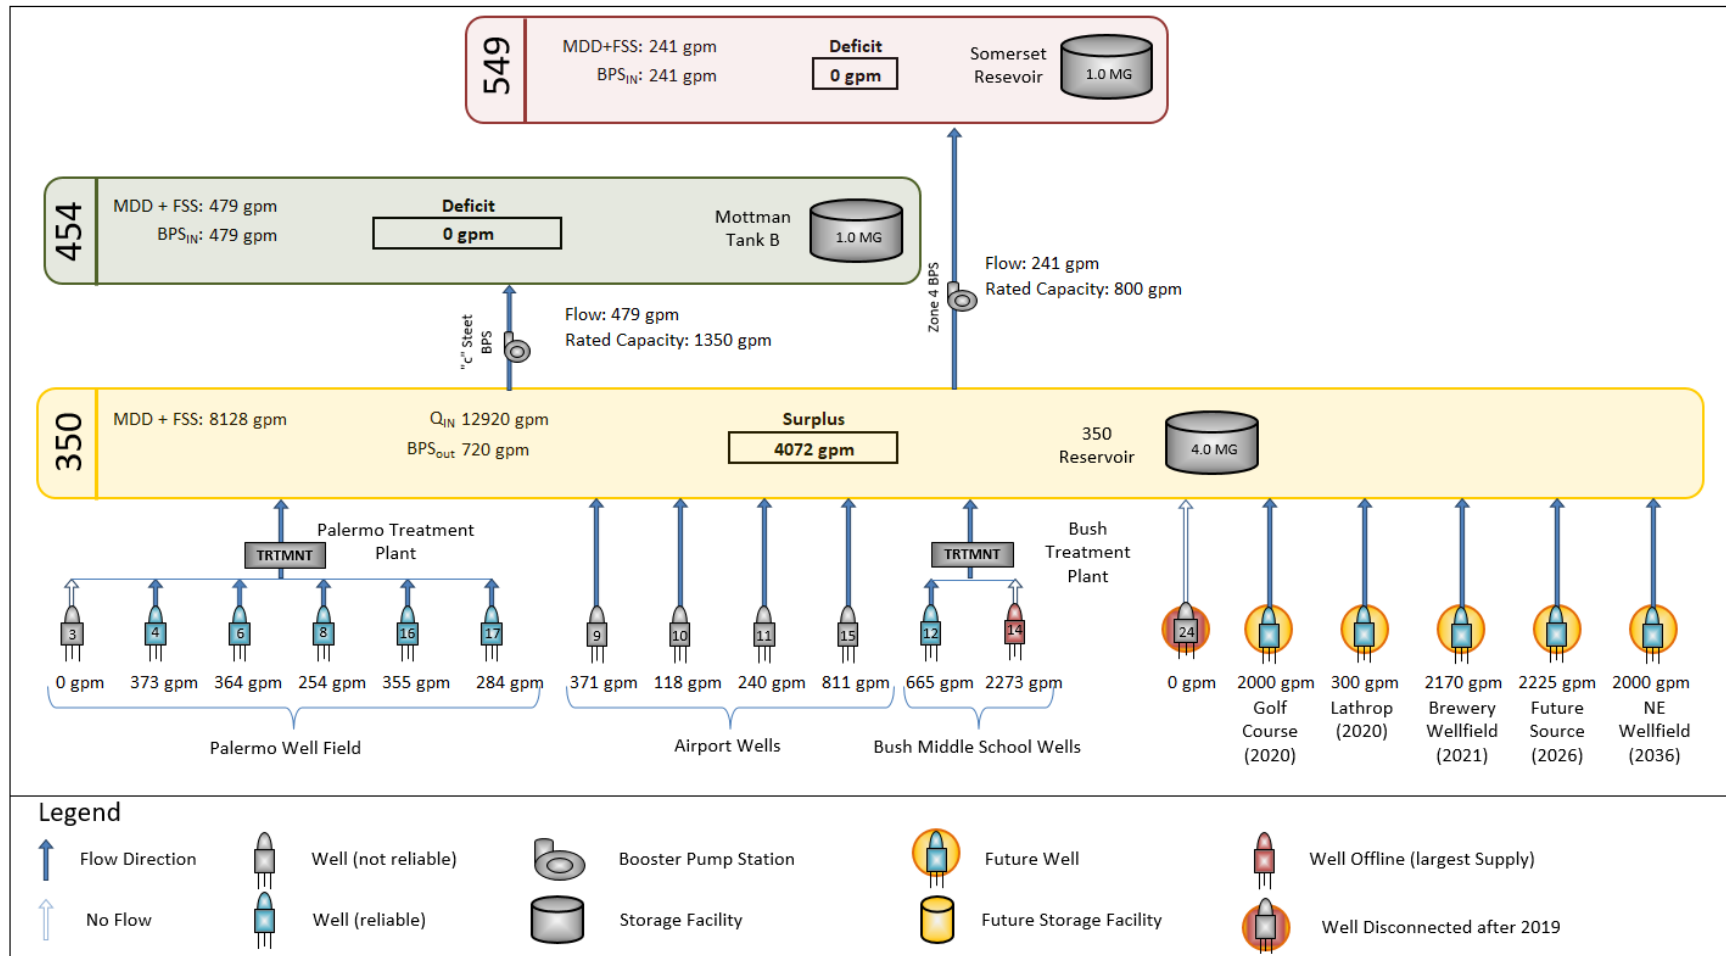 549
MDD+FSS: 241 gpm
BPSIN: 241 gpm
Deficit
0 gpm
Somerset
Resevoir
1.0 MG
454
MDD + FSS: 479 gpm
BPSIN: 479 gpm
Deficit
0 gpm
Mottman
Tank B
1.0 MG
"c" Steet
BPS
Flow: 479 gpm
Rated Capacity: 1350 gpm
Zone 4 BPS
Flow: 241 gpm
Rated Capacity: 800 gpm
350
MDD + FSS: 8128 gpm
QIN 12920 gpm
BPSout 720 gpm
Surplus
4072 gpm
350
Reservoir
4.0 MG
Palermo Treatment
Plant
TRTMNT
TRTMNT
Bush
Treatment
Plant
3 4 6 8 16 17 9 10 11 15 12 14 24
0 gpm 373 gpm 364 gpm 254 gpm 355 gpm 284 gpm 371 gpm 118 gpm 240 gpm 811 gpm 665 gpm 2273 gpm 0 gpm 2000 gpm 300 gpm 2170 gpm 2225 gpm 2000 gpm
Palermo Well Field
Airport Wells
Bush Middle School Wells
Golf
Course
(2020)
Lathrop
(2020)
Brewery
Wellfield
(2021)
Future
Source
(2026)
NE
Wellfield
(2036)
Legend
Flow Direction
Well (not reliable)
Booster Pump Station
Future Well
Well Offline (largest Supply)
No Flow
Well (reliable)
Storage Facility
Future Storage Facility
Well Disconnected after 2019